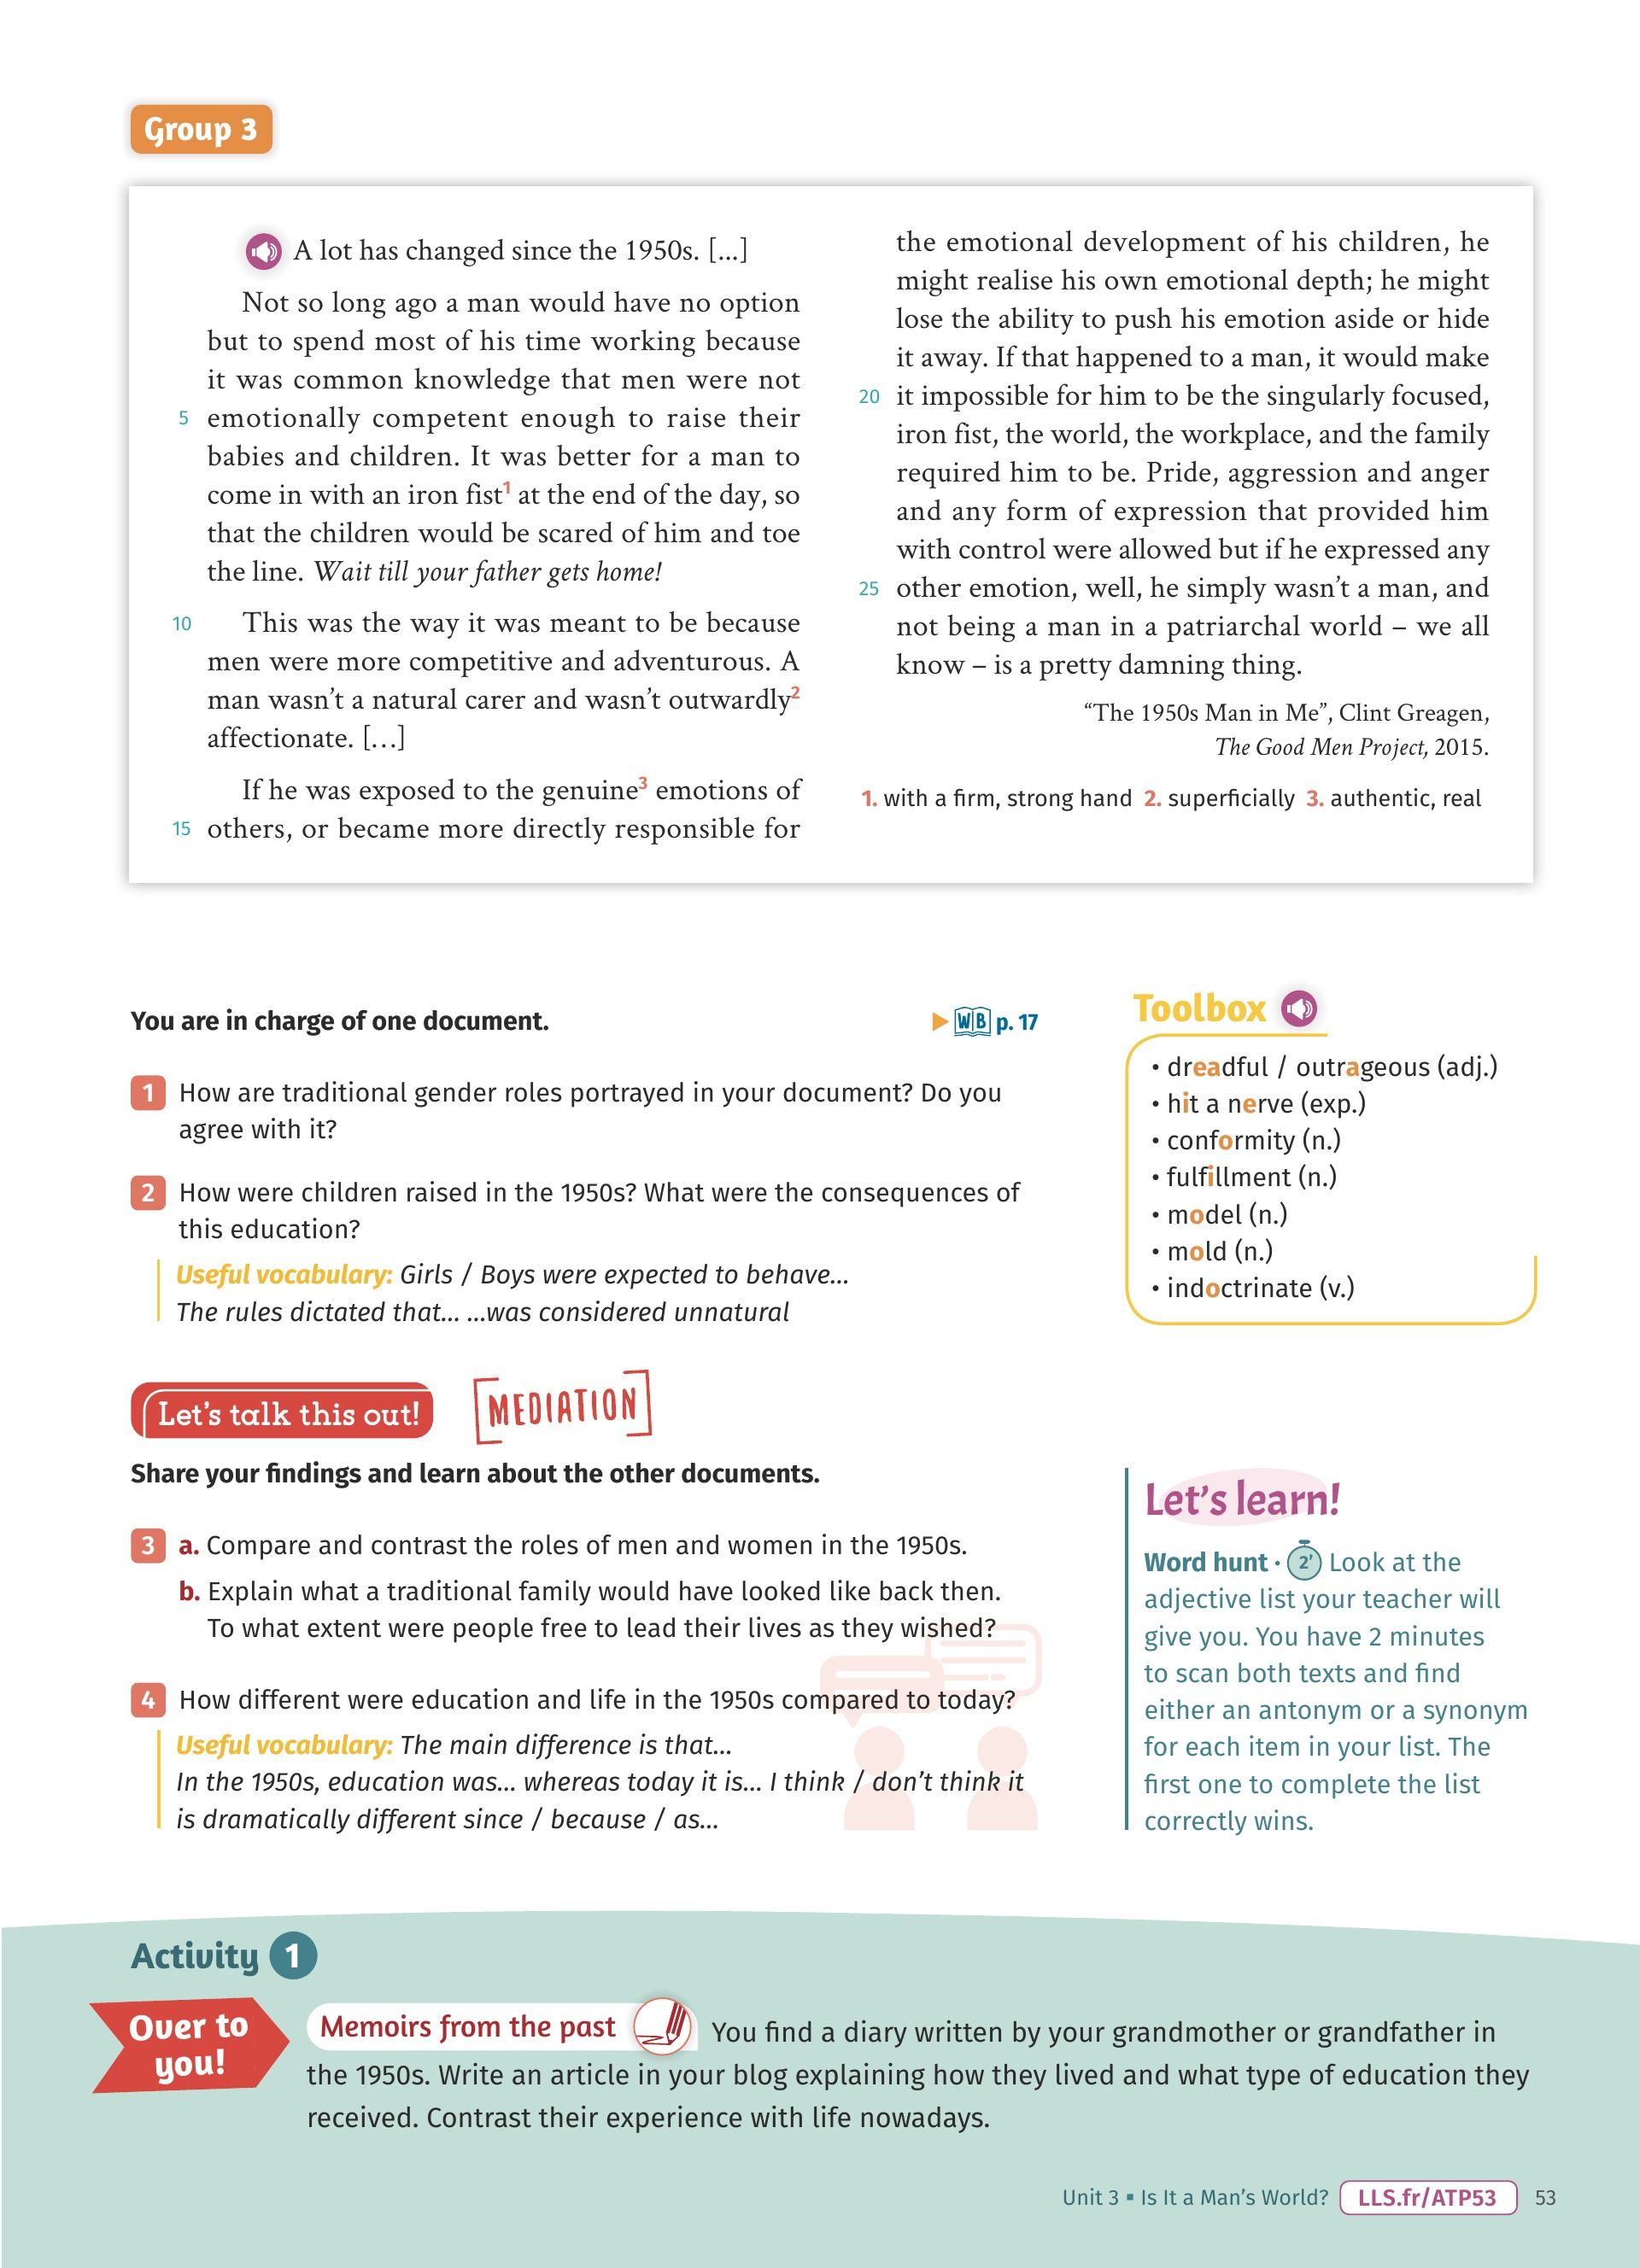 Group 3
A lot has changed since the 1950s. [...]
Not so long ago a man would have no option
but to spend most of his time working because
it was common knowledge that men were not
5 emotionally competent enough to raise their
babies and children. It was better for a man to
come in with an iron fist1 at the end of the day, so
that the children would be scared of him and toe
the line. Wait till your father gets home!
10 This was the way it was meant to be because
men were more competitive and adventurous. A
man wasn't a natural carer and wasn't outwardly2
affectionate. [...]
If he was exposed to the genuine3 emotions of
15 others, or became more directly responsible for
the emotional development of his children, he
might realise his own emotional depth; he might
lose the ability to push his emotion aside or hide
it away. If that happened to a man, it would make
20 it impossible for him to be the singularly focused,
iron fist, the world, the workplace, and the family
required him to be. Pride, aggression and anger
and any form of expression that provided him
with control were allowed but if he expressed any
25 other emotion, well, he simply wasn't a man, and
not being a man in a patriarchal world – we all
know – is a pretty damning thing.
“The 1950s Man in Me”, Clint Greagen,
The Good Men Project, 2015.
1. with a firm, strong hand 2. superficially 3. authentic, real
You are in charge of one document.
WB p. 17
1 How are traditional gender roles portrayed in your document? Do you
agree with it?
2 How were children raised in the 1950s? What were the consequences of
this education?
Useful vocabulary: Girls / Boys were expected to behave...
The rules dictated that... ...was considered unnatural
Toolbox
• dreadful / outrageous (adj.)
• hit a nerve (exp.)
• conformity (n.)
• fulfillment (n.)
• model (n.)
• mold (n.)
• indoctrinate (v.)
Let's talk this out!
MEDIATION
Share your findings and learn about the other documents.
3 a. Compare and contrast the roles of men and women in the 1950s.
b. Explain what a traditional family would have looked like back then.
To what extent were people free to lead their lives as they wished?
4 How different were education and life in the 1950s compared to today?
Useful vocabulary: The main difference is that...
In the 1950s, education was... whereas today it is... I think / don't think it
is dramatically different since / because / as...
Let's learn!
Word hunt · 2' Look at the
adjective list your teacher will
give you. You have 2 minutes
to scan both texts and find
either an antonym or a synonym
for each item in your list. The
first one to complete the list
correctly wins.
Activity 1
Over to
you!
Memoirs from the past You find a diary written by your grandmother or grandfather in
the 1950s. Write an article in your blog explaining how they lived and what type of education they
received. Contrast their experience with life nowadays.
Unit 3 ▪ Is It a Man's World? LLS.fr/ATP53 53